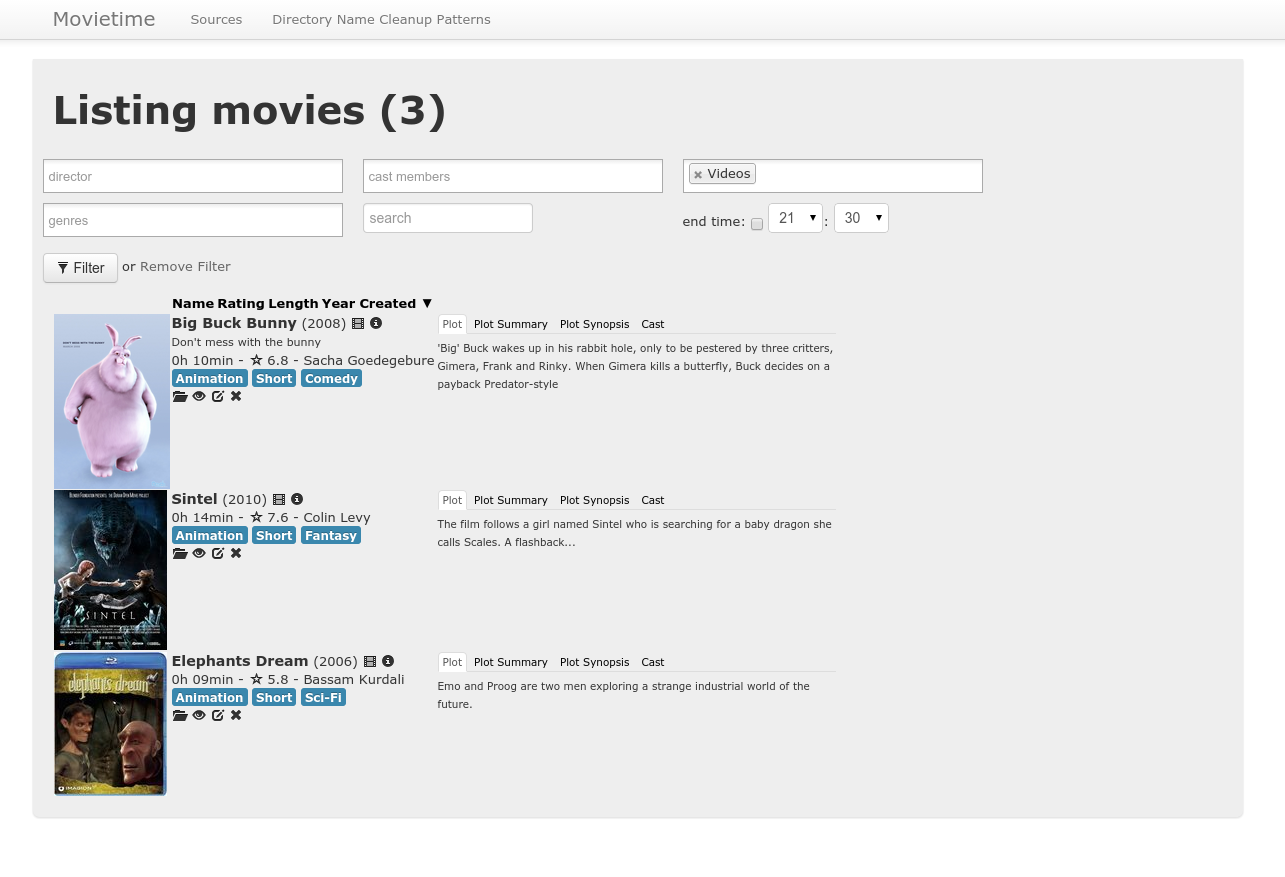 Movietime Sources Directory Name Cleanup Patterns
Listing movies (3)
director cast members × Videos
genres search end time: 21 : 30
Filter or Remove Filter
Name Rating Length Year Created ▼
Big Buck Bunny (2008)
Don't mess with the bunny
0h 10min - ☆ 6.8 - Sacha Goedegebure
Animation Short Comedy
Plot Plot Summary Plot Synopsis Cast
'Big' Buck wakes up in his rabbit hole, only to be pestered by three critters,
Gimera, Frank and Rinky. When Gimera kills a butterfly, Buck decides on a
payback Predator-style
Sintel (2010)
0h 14min - ☆ 7.6 - Colin Levy
Animation Short Fantasy
Plot Plot Summary Plot Synopsis Cast
The film follows a girl named Sintel who is searching for a baby dragon she
calls Scales. A flashback...
SINTEL
Elephants Dream (2006)
0h 09min - ☆ 5.8 - Bassam Kurdali
Animation Short Sci-Fi
Plot Plot Summary Plot Synopsis Cast
Emo and Proog are two men exploring a strange industrial world of the
future.
elephants dream